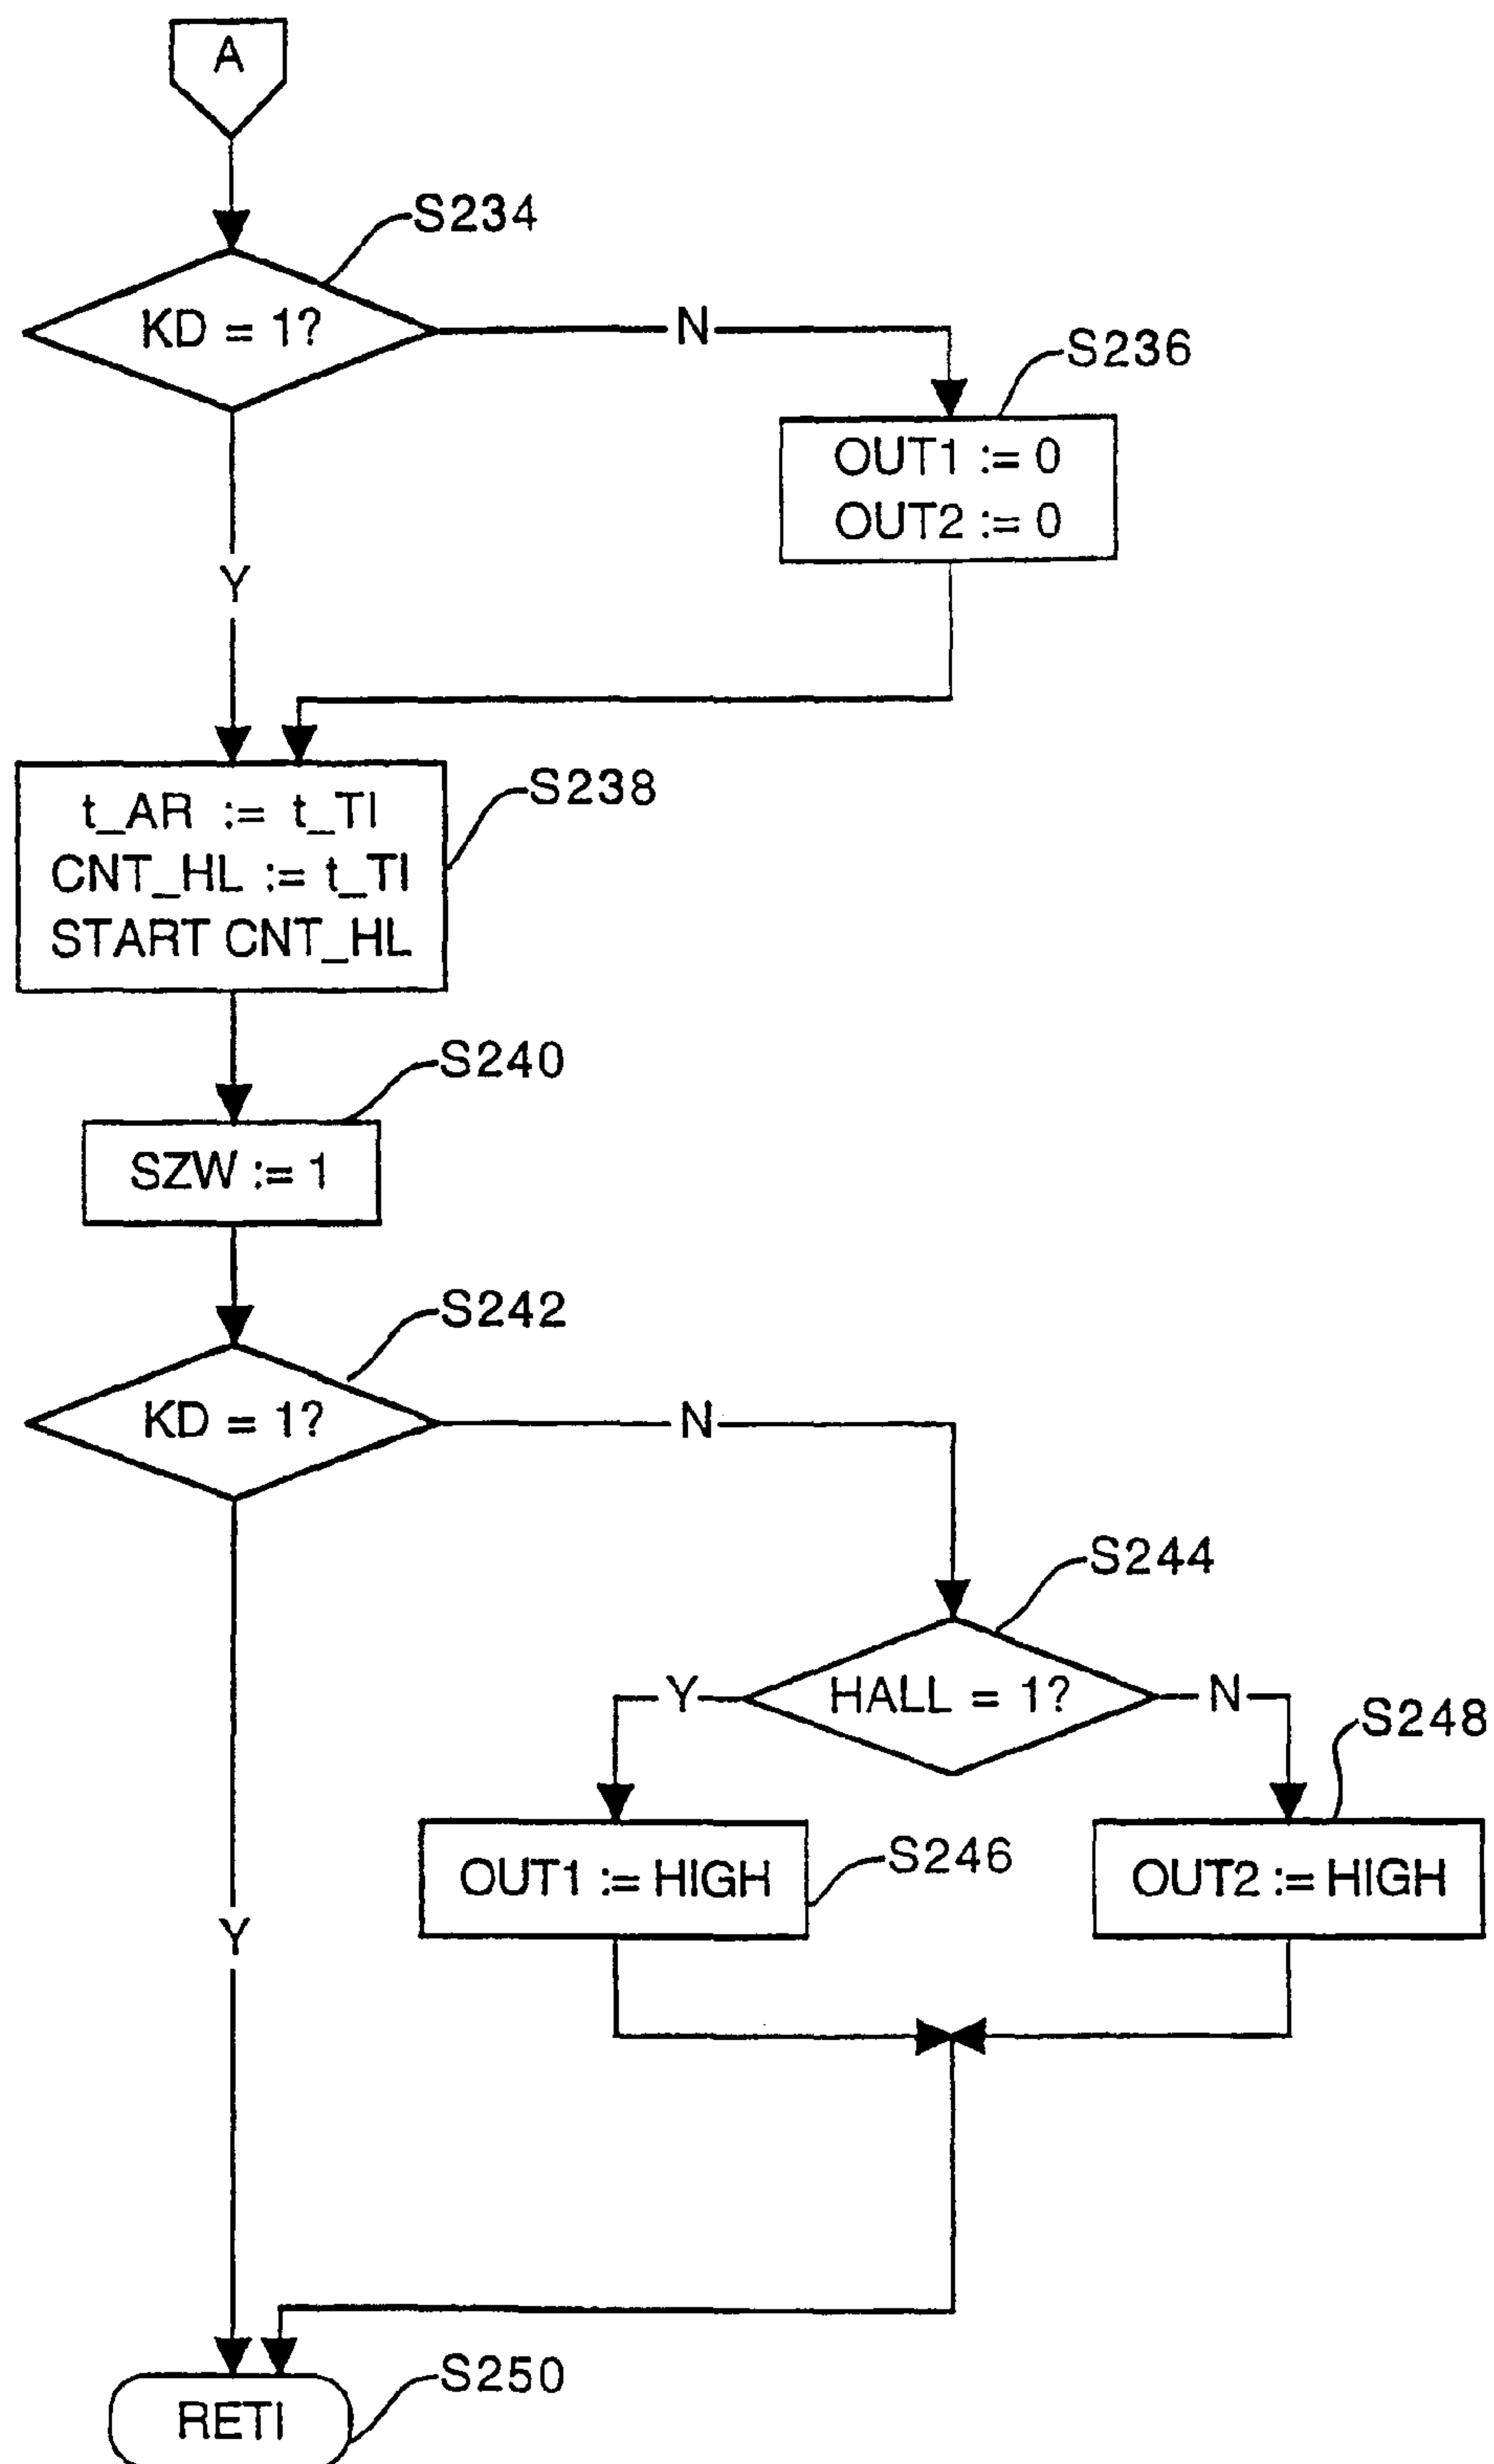 A
S234
KD = 1?
N
S236
OUT1 := 0
OUT2 := 0
Y
S238
t_AR := t_TI
CNT_HL := t_TI
START CNT_HL
S240
SZW := 1
S242
KD = 1?
N
S244
Y
HALL = 1?
N
S248
OUT1 := HIGH
S246
OUT2 := HIGH
Y
S250
RETI